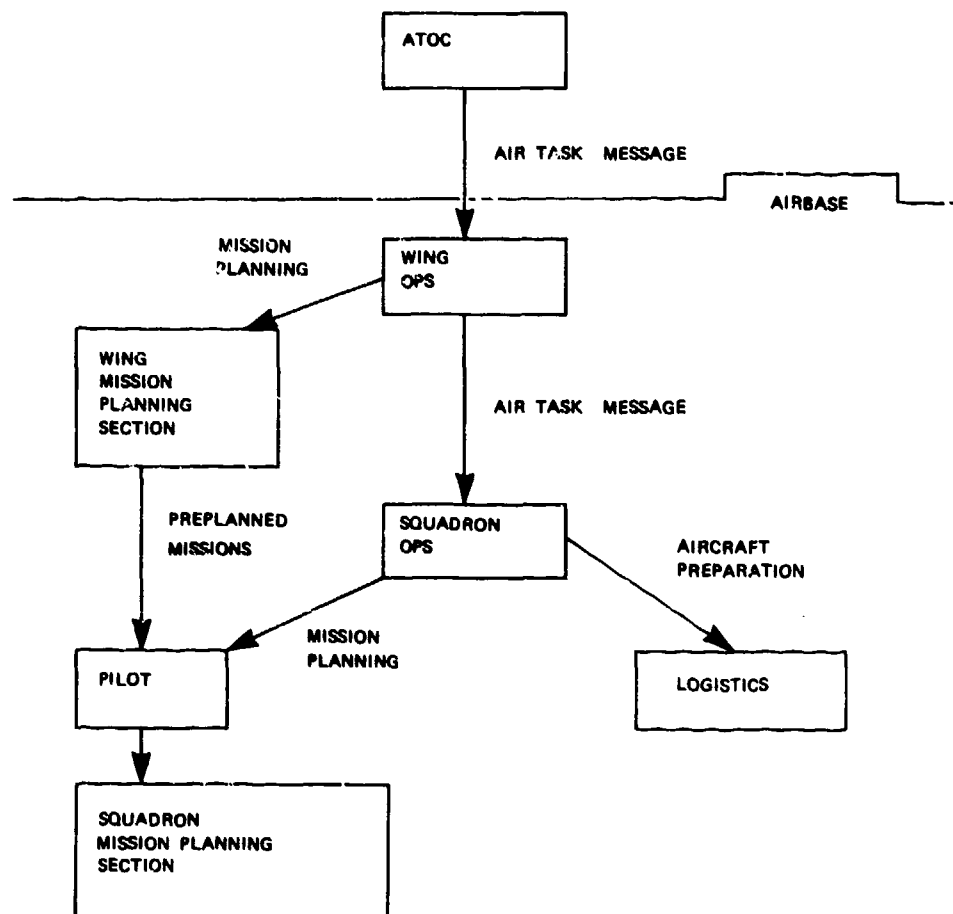 ATOC
AIR TASK MESSAGE
AIRBASE
MISSION
PLANNING
WING
OPS
WING
MISSION
PLANNING
SECTION
AIR TASK MESSAGE
PREPLANNED
MISSIONS
SQUADRON
OPS
AIRCRAFT
PREPARATION
MISSION
PLANNING
PILOT
LOGISTICS
SQUADRON
MISSION PLANNING
SECTION